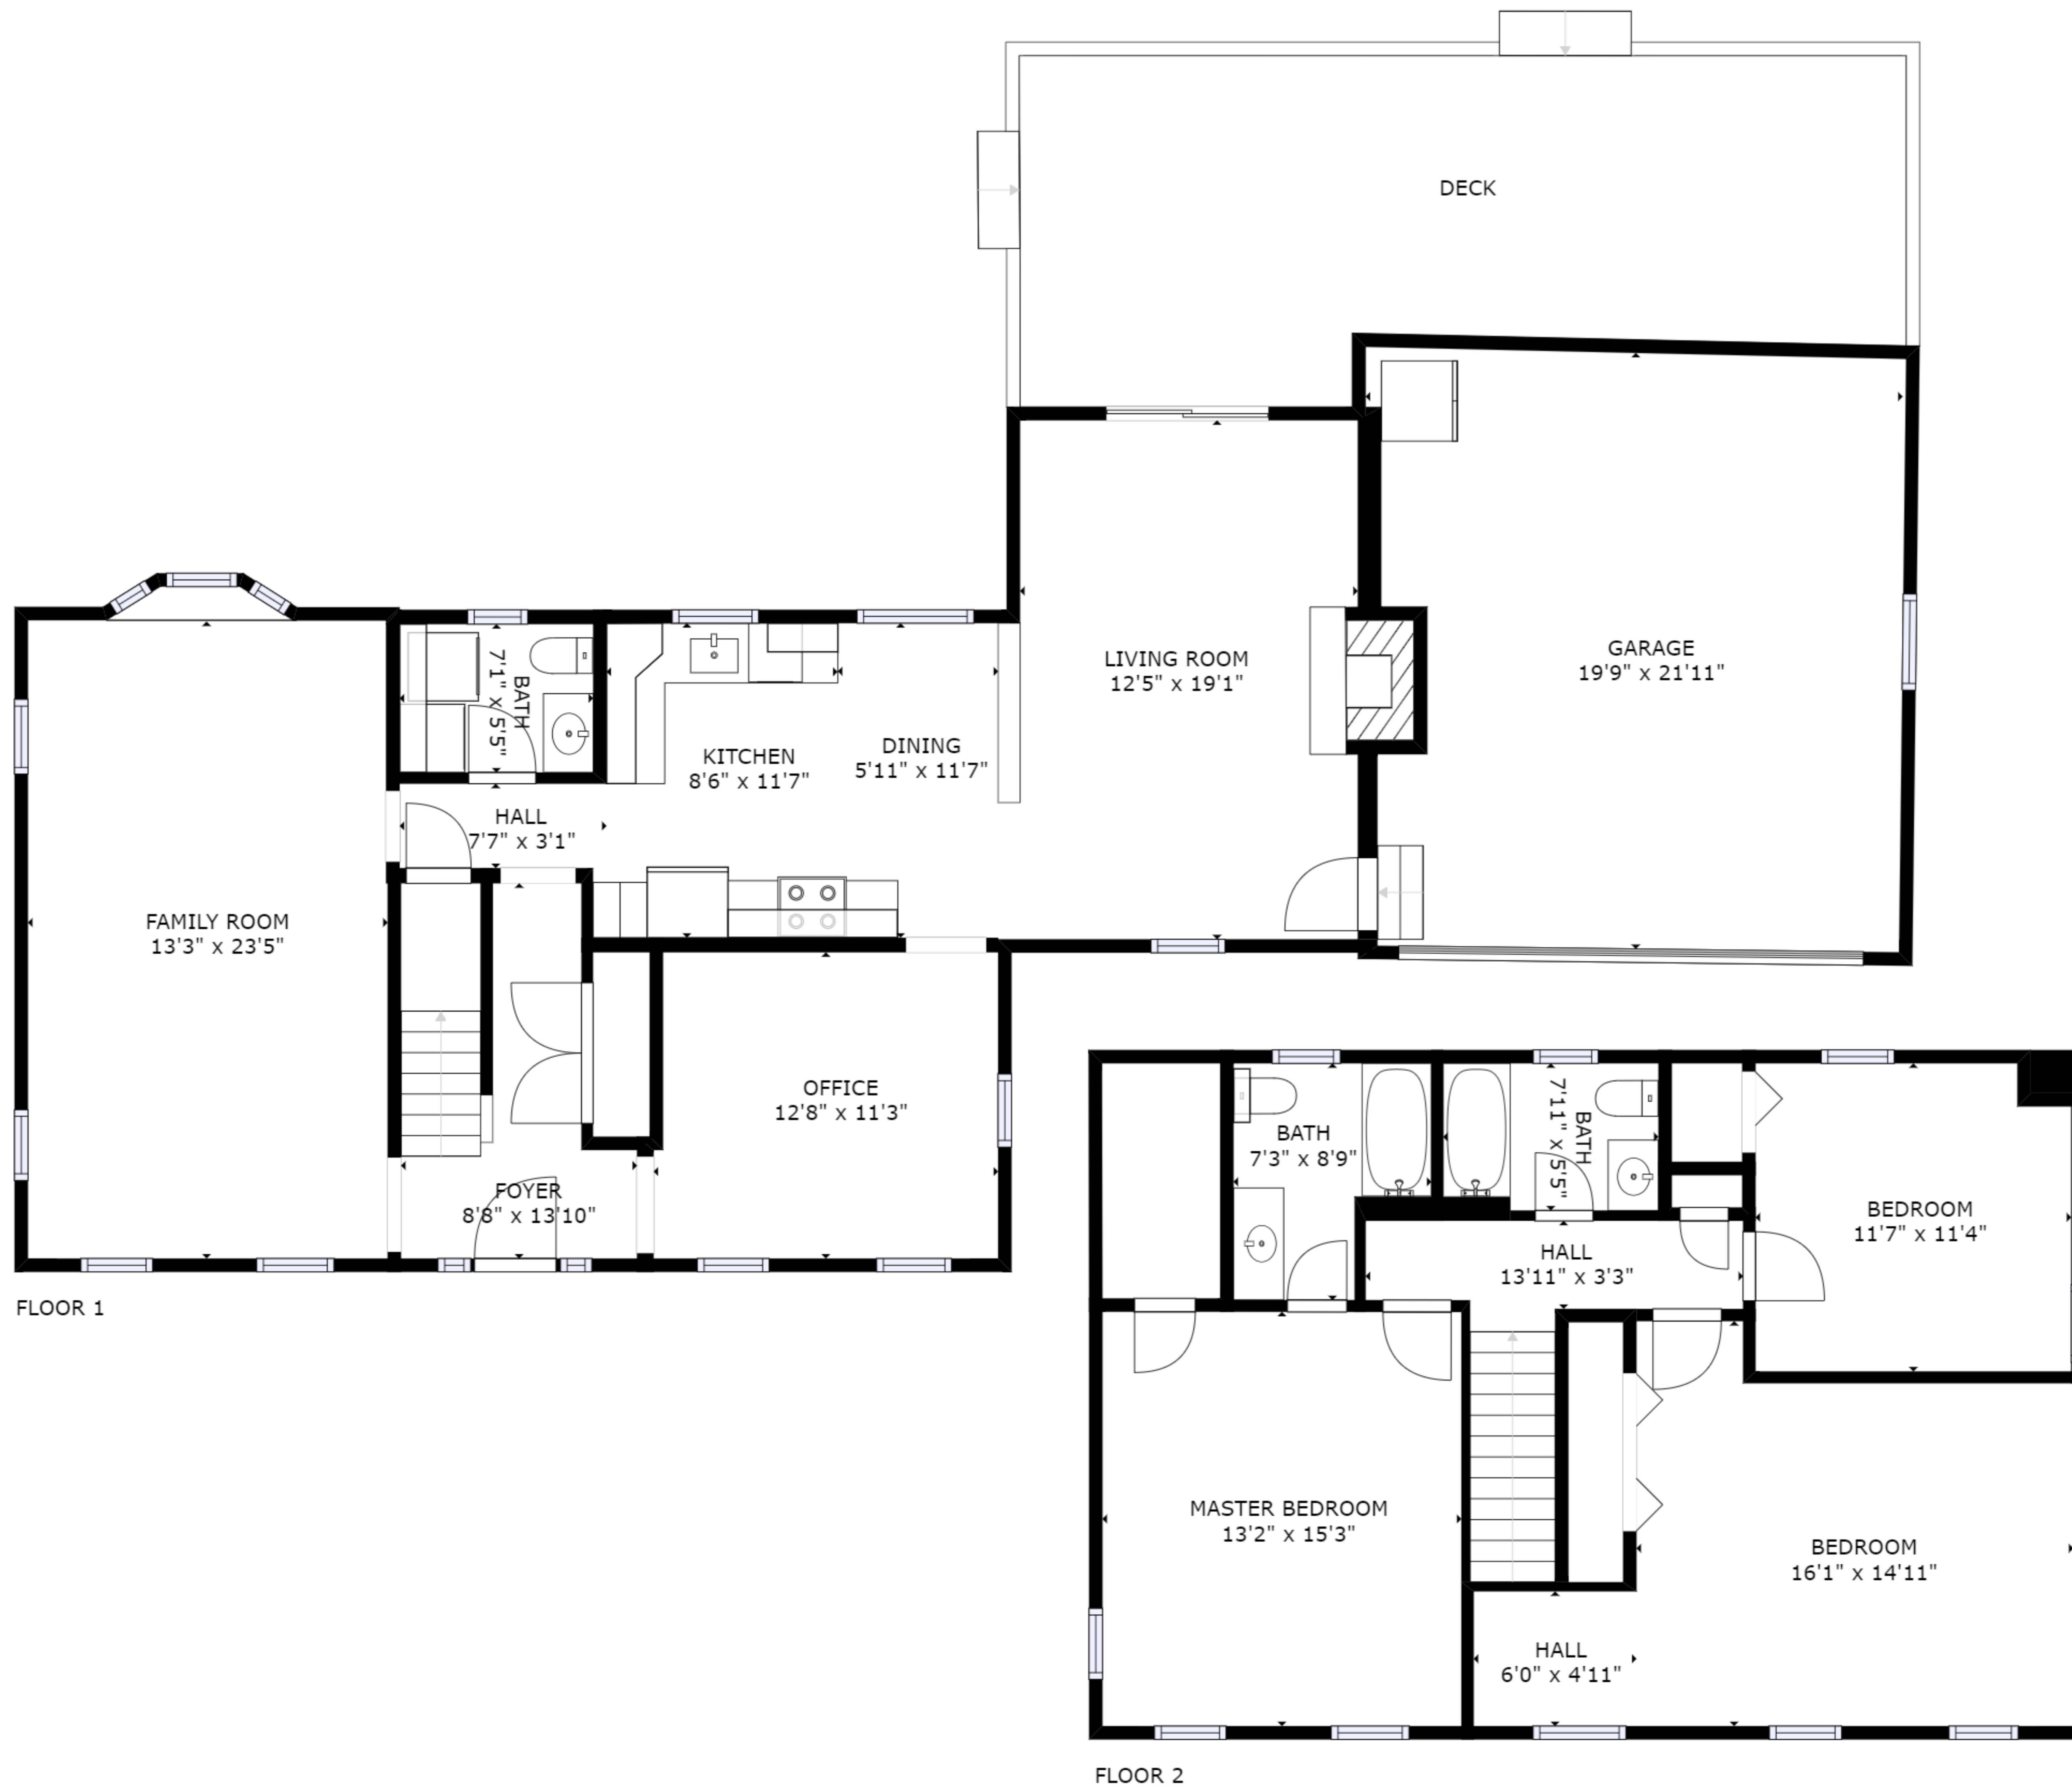 DECK
LIVING ROOM
12'5" x 19'1"
GARAGE
19'9" x 21'11"
BATH
7'1" x 5'5"
KITCHEN
8'6" x 11'7"
DINING
5'11" x 11'7"
HALL
7'7" x 3'1"
FAMILY ROOM
13'3" x 23'5"
OFFICE
12'8" x 11'3"
FOYER
8'8" x 13'10"
FLOOR 1
BATH
7'3" x 8'9"
BATH
7'11" x 5'5"
BEDROOM
11'7" x 11'4"
HALL
13'11" x 3'3"
MASTER BEDROOM
13'2" x 15'3"
BEDROOM
16'1" x 14'11"
HALL
6'0" x 4'11"
FLOOR 2